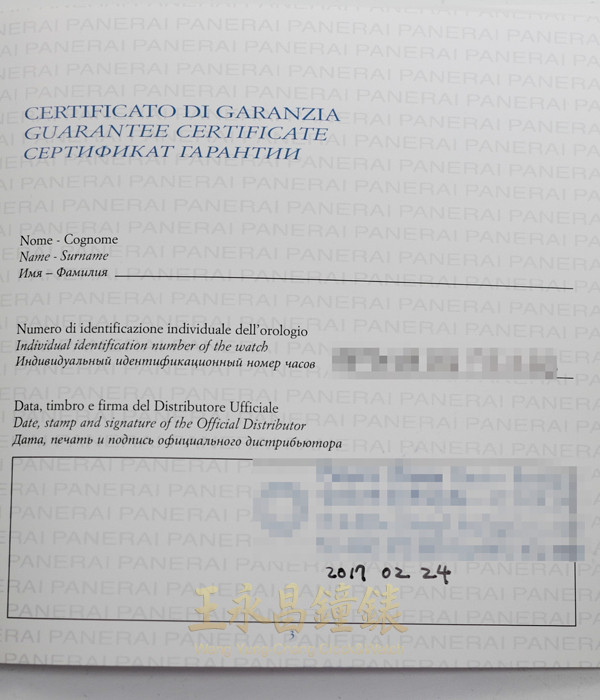 CERTIFICATO DI GARANZIA
GUARANTEE CERTIFICATE
СЕРТИФИКАТ ГАРАНТИИ
Nome - Cognome
Name - Surname
Имя – Фамилия
Numero di identificazione individuale dell'orologio
Individual identification number of the watch
Индивидуальный идентификационный номер часов
Data, timbro e firma del Distributore Ufficiale
Date, stamp and signature of the Official Distributor
Дата, печать и подпись официального дистрибьютора
2017 02 24
王永昌鐘錶
3